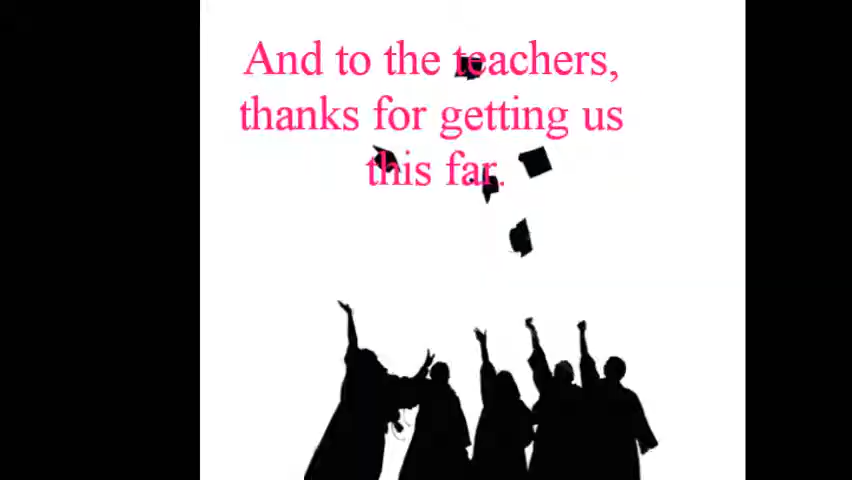 And to the teachers,
thanks for getting us
this far.